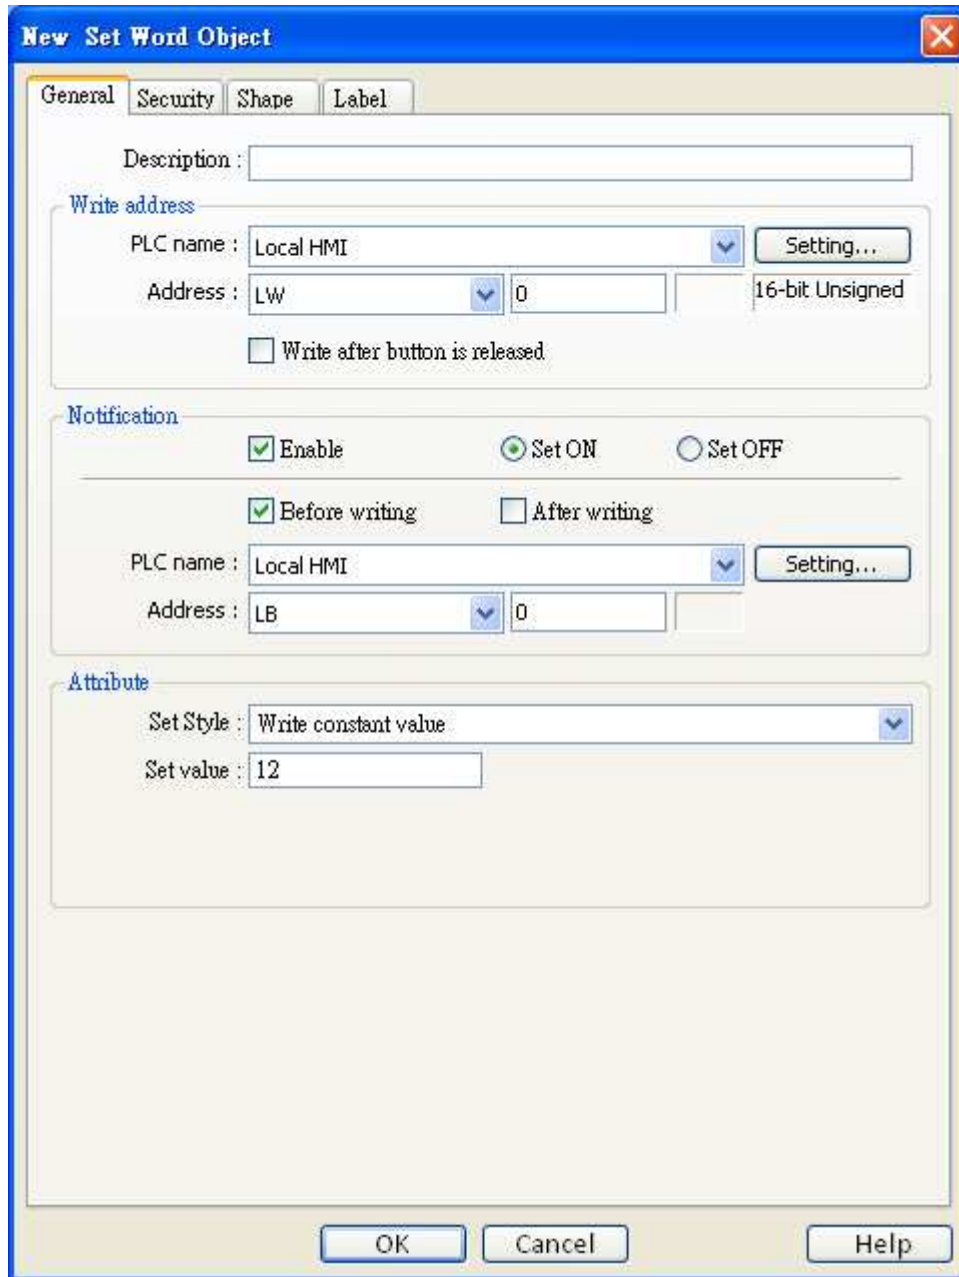 New Set Word Object
General Security Shape Label
Description :
Write address
PLC name : Local HMI Setting...
Address : LW 0 16-bit Unsigned
Write after button is released
Notification
Enable Set ON Set OFF
Before writing After writing
PLC name : Local HMI Setting...
Address : LB 0
Attribute
Set Style : Write constant value
Set value : 12
OK Cancel Help